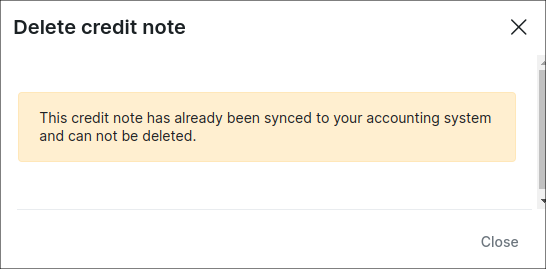 Delete credit note
This credit note has already been synced to your accounting system
and can not be deleted.
Close